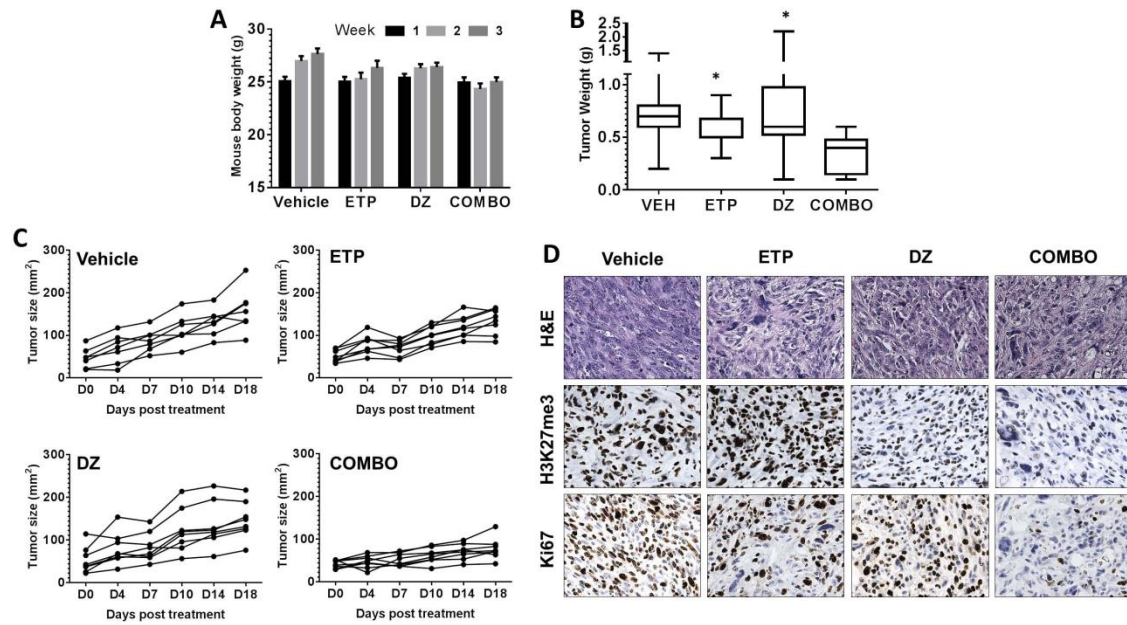 A
Week 1 2 3
Mouse body weight (g)
30
25
20
15
Vehicle ETP DZ COMBO
B
Tumor Weight (g)
2.5
2.0
1.5
1.0
0.5
0.0
* *
VEH ETP DZ COMBO
C
Vehicle
Tumor size (mm²)
300
200
100
0
D0 D4 D7 D10 D14 D18
Days post treatment
ETP
Tumor size (mm²)
300
200
100
0
D0 D4 D7 D10 D14 D18
Days post treatment
DZ
Tumor size (mm²)
300
200
100
0
D0 D4 D7 D10 D14 D18
Days post treatment
COMBO
Tumor size (mm²)
300
200
100
0
D0 D4 D7 D10 D14 D18
Days post treatment
D
Vehicle ETP DZ COMBO
H&E
H3K27me3
Ki67